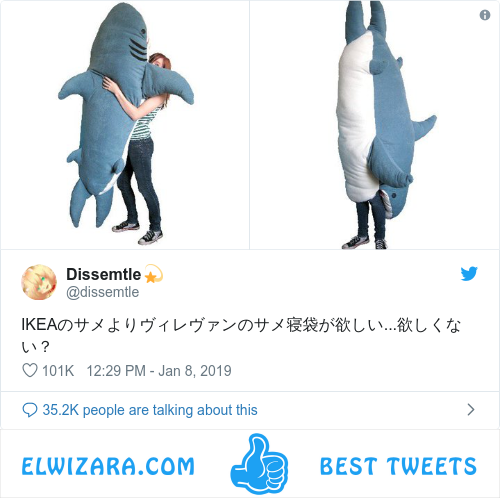 Dissemtle💫
@dissemtle
IKEAのサメよりヴィレヴァンのサメ寝袋が欲しい...欲しくな
い？
101K 12:29 PM - Jan 8, 2019
35.2K people are talking about this
ELWIZARA.COM BEST TWEETS